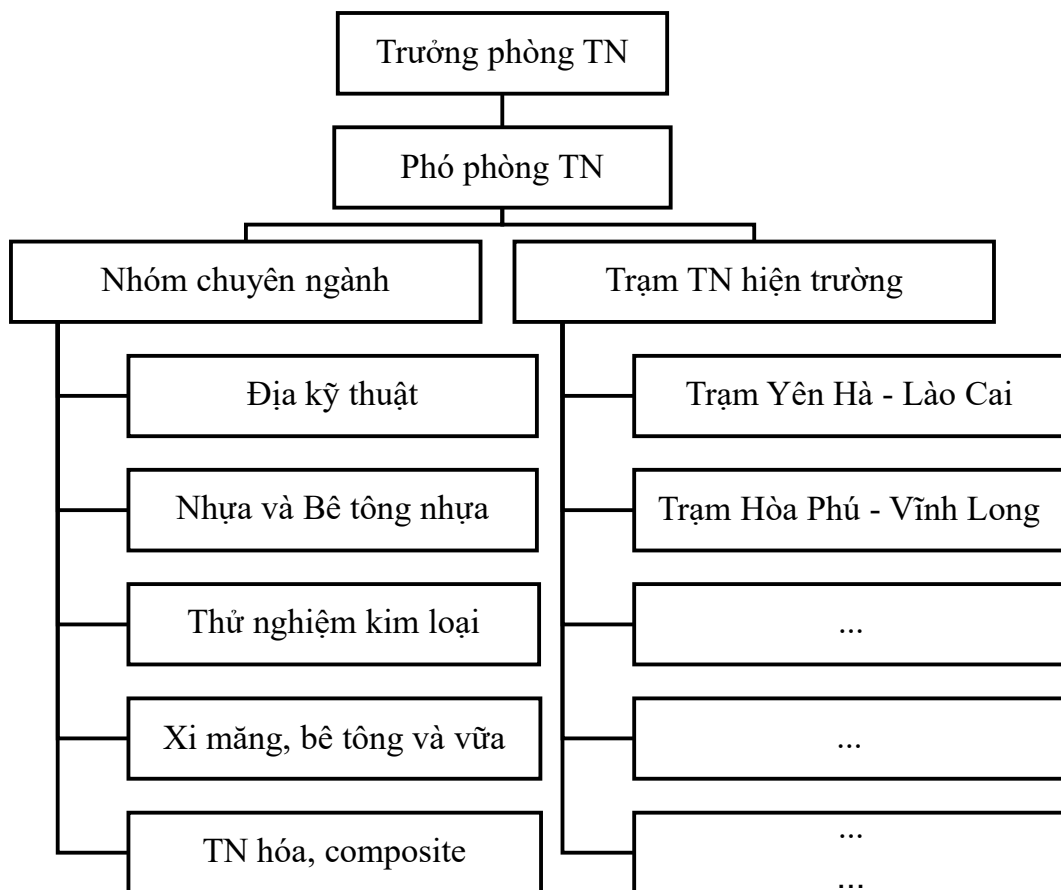 Trưởng phòng TN
Phó phòng TN
Nhóm chuyên ngành
Trạm TN hiện trường
Địa kỹ thuật
Trạm Yên Hà - Lào Cai
Nhựa và Bê tông nhựa
Trạm Hòa Phú - Vĩnh Long
Thử nghiệm kim loại
...
Xi măng, bê tông và vữa
...
TN hóa, composite
...
...